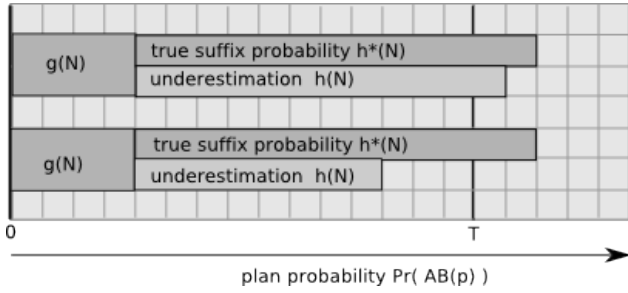 true suffix probability h*(N)
g(N)
underestimation h(N)
true suffix probability h*(N)
g(N)
underestimation h(N)
0
T
plan probability Pr( AB(p) )